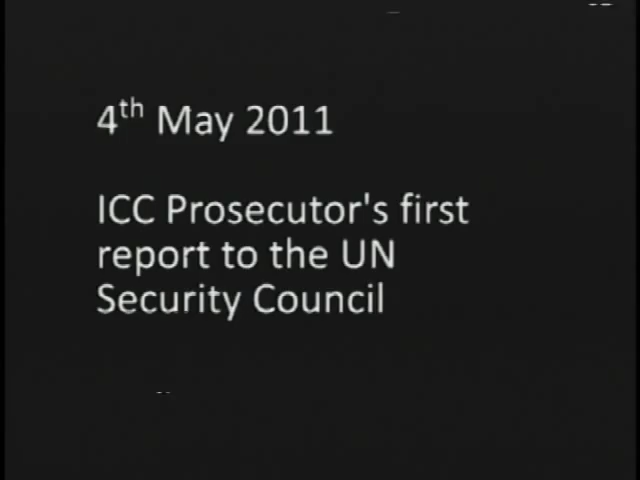 4th May 2011
ICC Prosecutor's first
report to the UN
Security Council